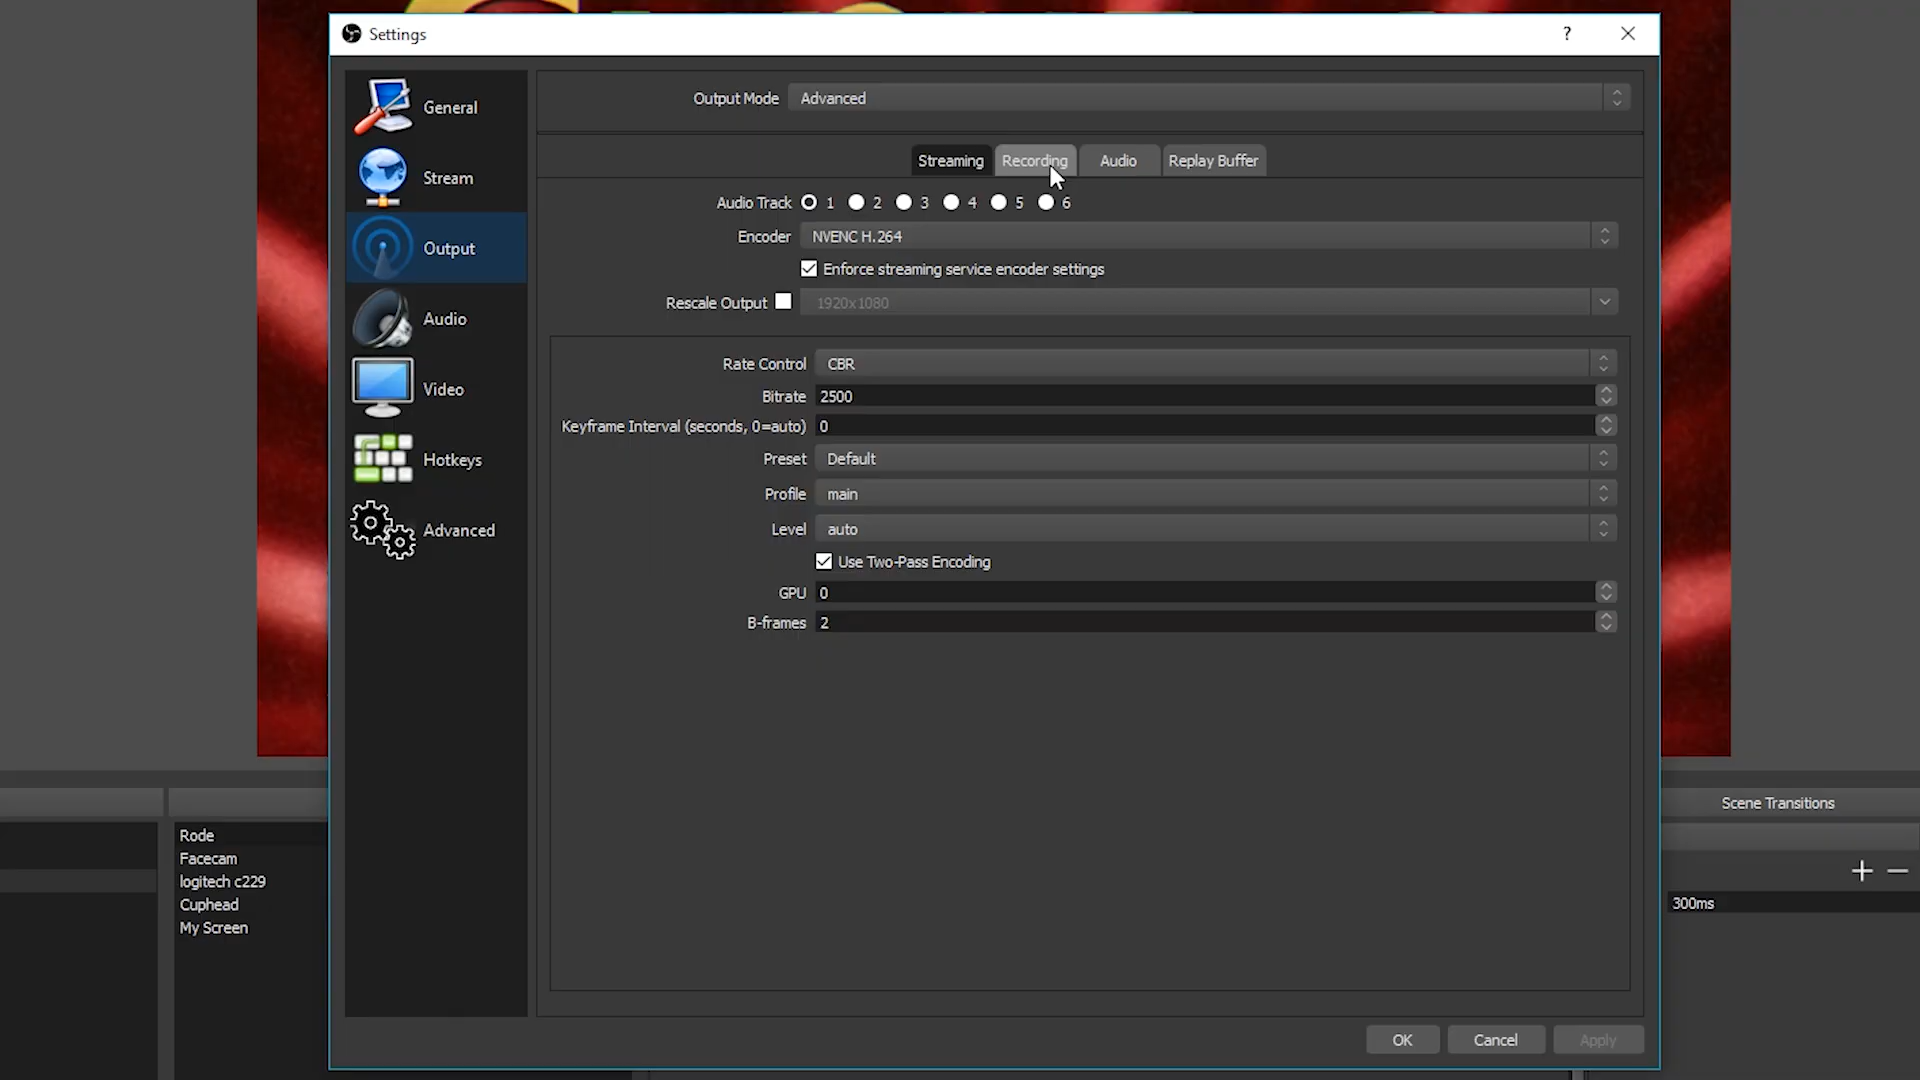 Settings
?
General
Stream
Output
Audio
Video
Hotkeys
Advanced
Output Mode Advanced
Streaming Recording Audio Replay Buffer
Audio Track 1 2 3 4 5 6
Encoder NVENC H.264
Enforce streaming service encoder settings
Rescale Output 1920x1080
Rate Control CBR
Bitrate 2500
Keyframe Interval (seconds, 0=auto) 0
Preset Default
Profile main
Level auto
Use Two-Pass Encoding
GPU 0
B-frames 2
OK Cancel Apply
Rode
Facecam
logitech c229
Cuphead
My Screen
Scene Transitions
300ms